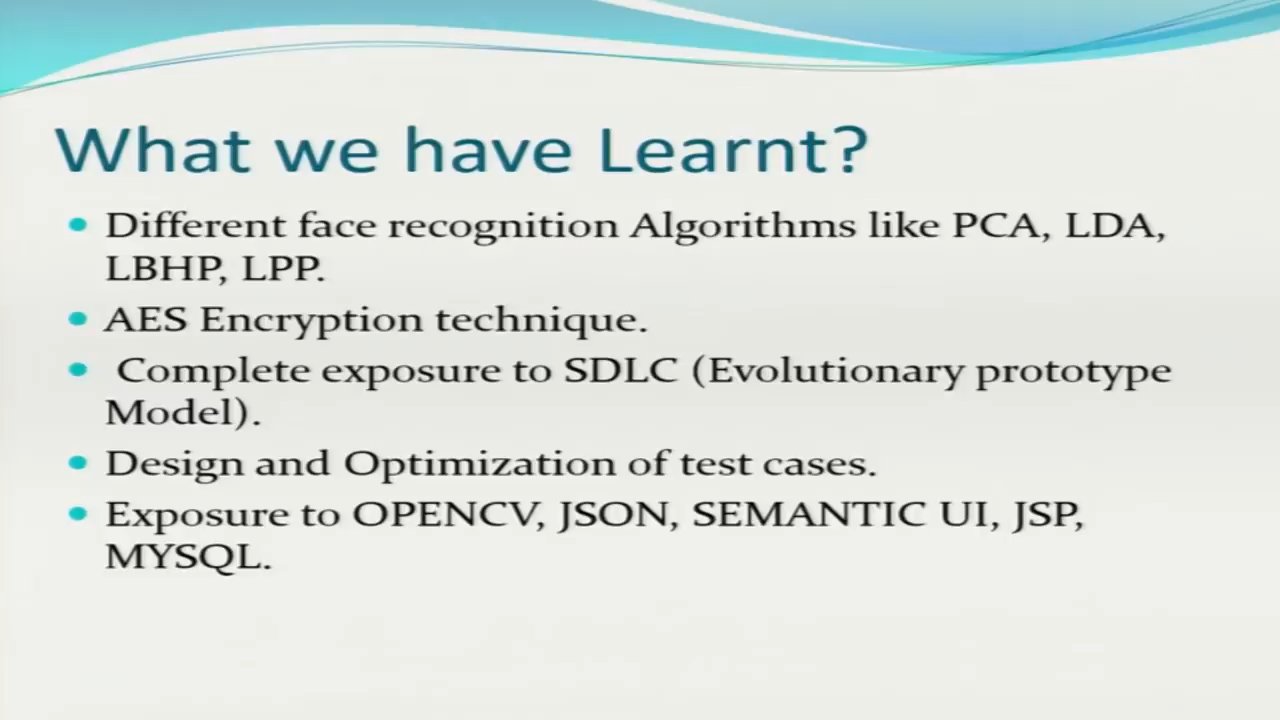 What we have Learnt?
Different face recognition Algorithms like PCA, LDA,
LBHP, LPP.
AES Encryption technique.
Complete exposure to SDLC (Evolutionary prototype
Model).
Design and Optimization of test cases.
Exposure to OPENCV, JSON, SEMANTIC UI, JSP,
MYSQL.